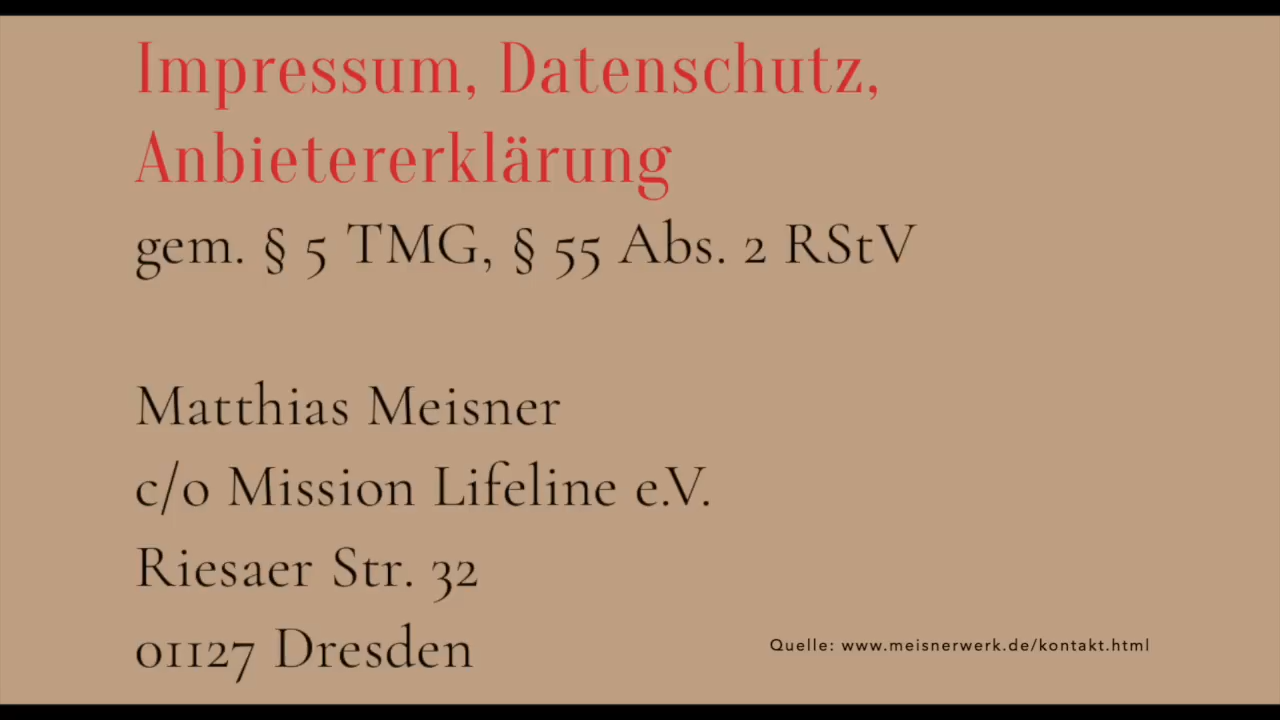 Impressum, Datenschutz,
Anbietererklärung
gem. § 5 TMG, § 55 Abs. 2 RStV
Matthias Meisner
c/o Mission Lifeline e.V.
Riesaer Str. 32
01127 Dresden
Quelle: www.meisnerwerk.de/kontakt.html